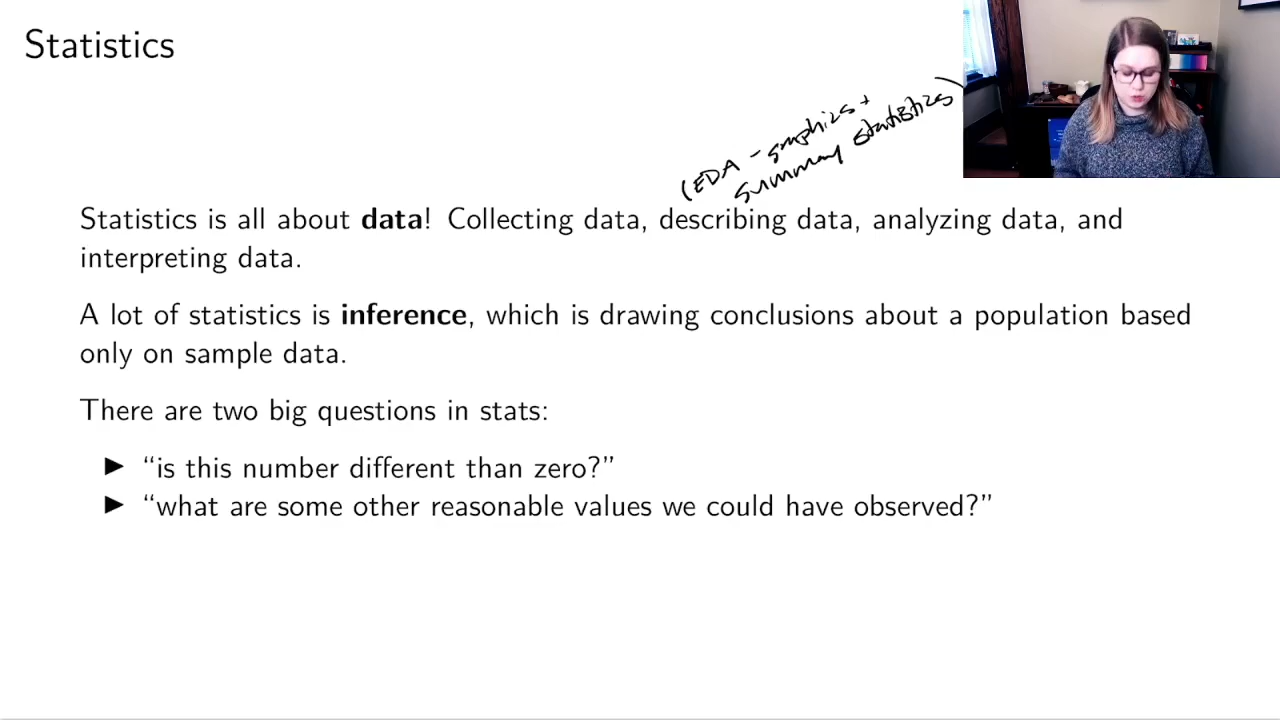 Statistics
(EDA - graphics +
summary statistics)
Statistics is all about data! Collecting data, describing data, analyzing data, and
interpreting data.
A lot of statistics is inference, which is drawing conclusions about a population based
only on sample data.
There are two big questions in stats:
▶ “is this number different than zero?”
▶ “what are some other reasonable values we could have observed?”